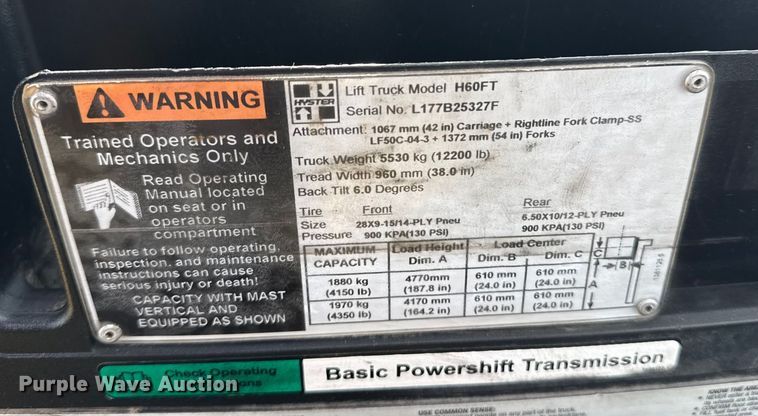 WARNING
Trained Operators and
Mechanics Only
Read Operating
Manual located
on seat or in
operators
compartment
Failure to follow operating,
inspection, and maintenance
instructions can cause
serious injury or death!
CAPACITY WITH MAST
VERTICAL AND
EQUIPPED AS SHOWN
HYSTER
Lift Truck Model H60FT
Serial No. L177B25327F
Attachment: 1067 mm (42 in) Carriage + Rightline Fork Clamp-SS
LF50C-04-3 + 1372 mm (54 in) Forks
Truck Weight 5530 kg (12200 lb)
Tread Width 960 mm (38.0 in)
Back Tilt 6.0 Degrees
Tire Front Rear
Size 28X9-15/14-PLY Pneu 6.50X10/12-PLY Pneu
Pressure 900 KPA(130 PSI) 900 KPA(130 PSI)
MAXIMUM CAPACITY Load Height Dim. A Load Center Dim. B Dim. C
1880 kg 4770mm 610 mm 610 mm
(4150 lb) (187.8 in) (24.0 in) (24.0 in)
1970 kg 4170 mm 610 mm 610 mm
(4350 lb) (164.2 in) (24.0 in) (24.0 in)
C
B
A
Check Operating
Basic Powershift Transmission
Purple Wave Auction
COMMON SENSE